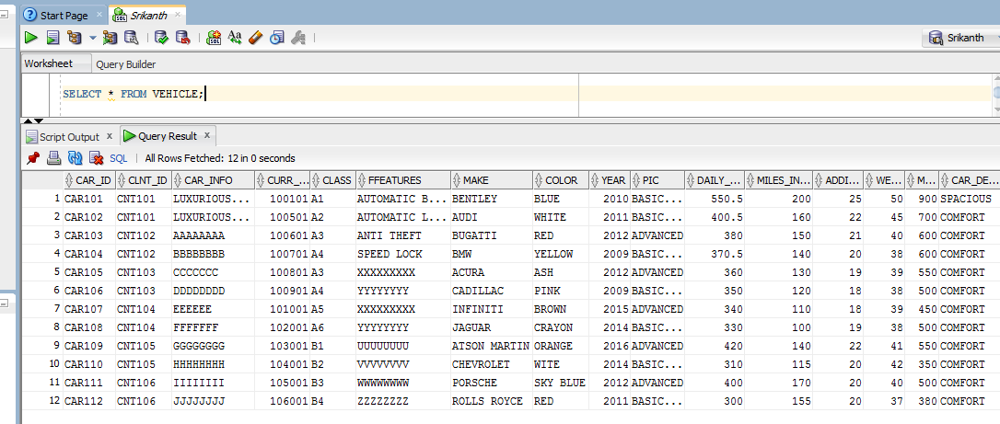 Start Page Srikanth
Srikanth
Worksheet Query Builder
SELECT * FROM VEHICLE;
Script Output x Query Result x
SQL All Rows Fetched: 12 in 0 seconds
CAR_ID CLNT_ID CAR_INFO CURR_... CLASS FFEATURES MAKE COLOR YEAR PIC DAILY_... MILES_IN... ADDI... WE... M... CAR_DE...
1 CAR101 CNT101 LUXURIOUS... 100101 A1 AUTOMATIC B... BENTLEY BLUE 2010 BASIC... 550.5 200 25 50 900 SPACIOUS
2 CAR102 CNT101 LUXURIOUS... 100501 A2 AUTOMATIC L... AUDI WHITE 2011 BASIC... 400.5 160 22 45 700 COMFORT
3 CAR103 CNT102 AAAAAAAA 100601 A3 ANTI THEFT BUGATTI RED 2012 ADVANCED 380 150 21 40 600 COMFORT
4 CAR104 CNT102 BBBBBBBB 100701 A4 SPEED LOCK BMW YELLOW 2009 BASIC... 370.5 140 20 38 600 COMFORT
5 CAR105 CNT103 CCCCCCC 100801 A3 XXXXXXXXX ACURA ASH 2012 ADVANCED 360 130 19 39 550 COMFORT
6 CAR106 CNT103 DDDDDDDD 100901 A4 YYYYYYYY CADILLAC PINK 2009 BASIC... 350 120 18 38 500 COMFORT
7 CAR107 CNT104 EEEEEE 101001 A5 XXXXXXXXX INFINITI BROWN 2015 ADVANCED 340 110 18 39 450 COMFORT
8 CAR108 CNT104 FFFFFFF 102001 A6 YYYYYYYY JAGUAR CRAYON 2014 BASIC... 330 100 19 38 500 COMFORT
9 CAR109 CNT105 GGGGGGGG 103001 B1 UUUUUUUU ATSON MARTIN ORANGE 2016 ADVANCED 420 140 22 41 550 COMFORT
10 CAR110 CNT105 HHHHHHHH 104001 B2 VVVVVVVV CHEVROLET WITE 2014 BASIC... 310 115 20 42 350 COMFORT
11 CAR111 CNT106 IIIIIIII 105001 B3 WWWWWWWW PORSCHE SKY BLUE 2012 ADVANCED 400 170 20 40 500 COMFORT
12 CAR112 CNT106 JJJJJJJJ 106001 B4 ZZZZZZZZ ROLLS ROYCE RED 2011 BASIC... 300 155 20 37 380 COMFORT